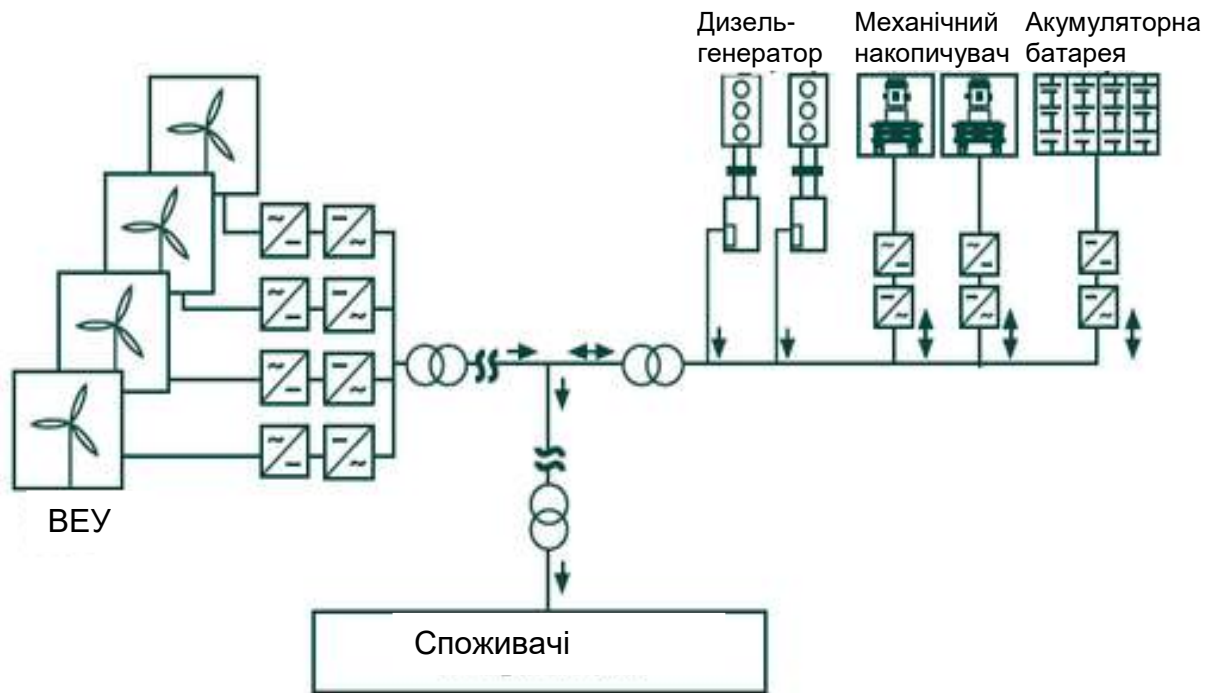 Дизель-
генератор
Механічний
накопичувач
Акумуляторна
батарея
ВЕУ
Споживачі